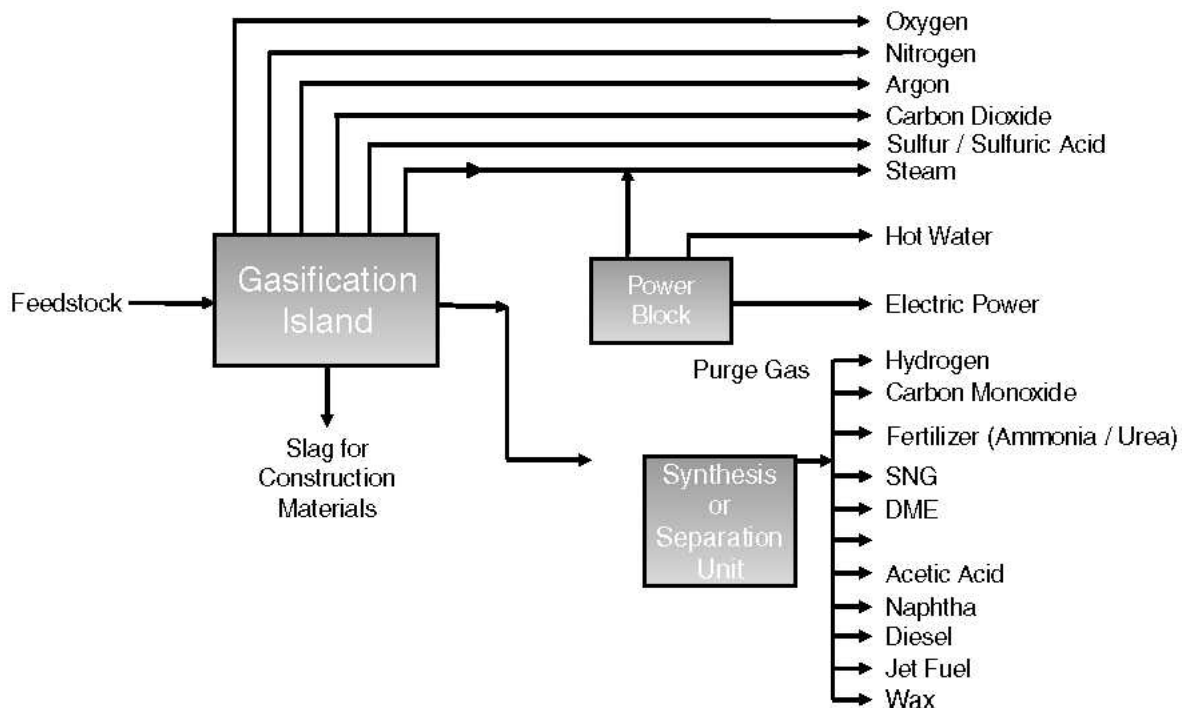 Oxygen
Nitrogen
Argon
Carbon Dioxide
Sulfur / Sulfuric Acid
Steam
Hot Water
Gasification
Island
Power
Block
Feedstock
Electric Power
Purge Gas
Hydrogen
Carbon Monoxide
Fertilizer (Ammonia / Urea)
Slag for
Construction
Materials
Synthesis
or
Separation
Unit
SNG
DME
Acetic Acid
Naphtha
Diesel
Jet Fuel
Wax